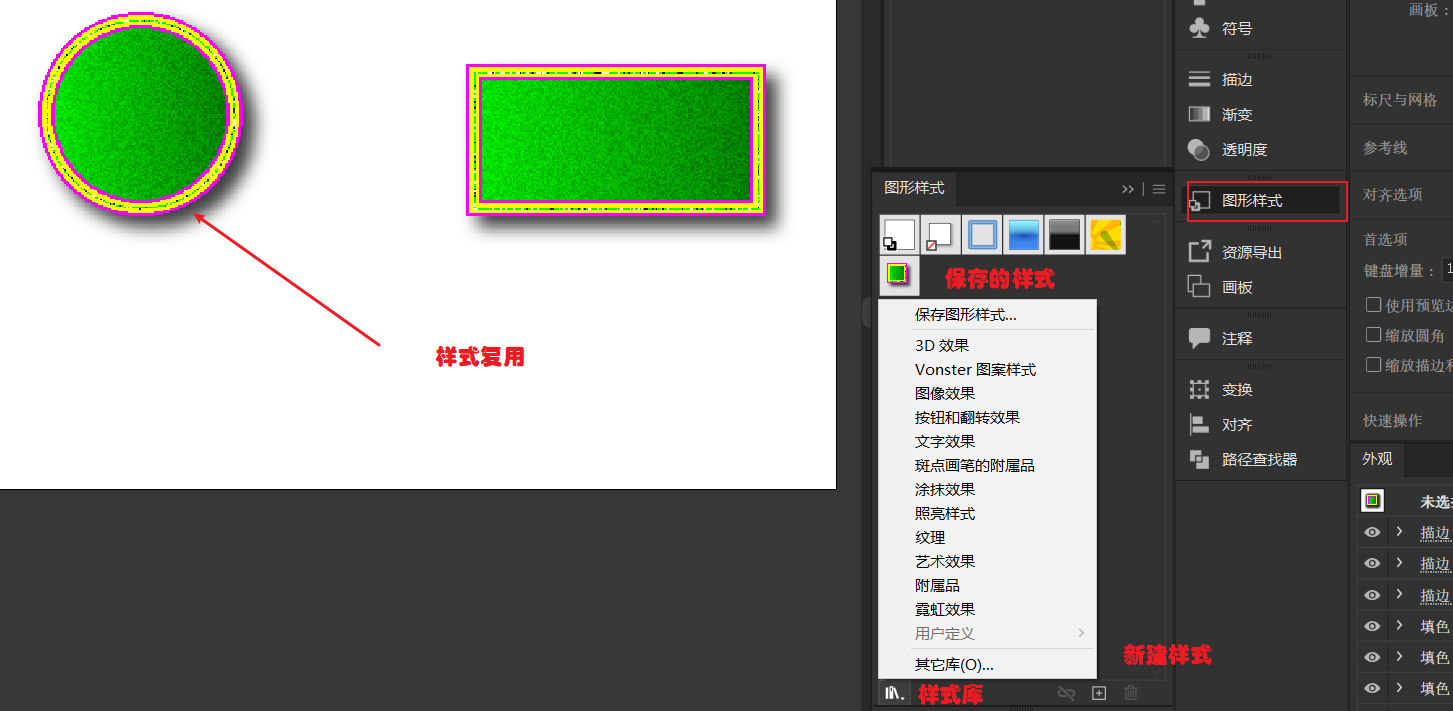 画板：
符号
描边
渐变
透明度
图形样式
资源导出
画板
注释
变换
对齐
路径查找器
图形样式
保存的样式
保存图形样式...
3D 效果
Vonster 图案样式
图像效果
按钮和翻转效果
文字效果
斑点画笔的附属品
涂抹效果
照亮样式
纹理
艺术效果
附属品
霓虹效果
用户定义
其它库(O)...
新建样式
样式库
样式复用
标尺与网格
参考线
对齐选项
首选项
键盘增量：
使用预览
缩放圆角
缩放描边
快速操作
外观
未选
描边
描边
描边
填色
填色
填色